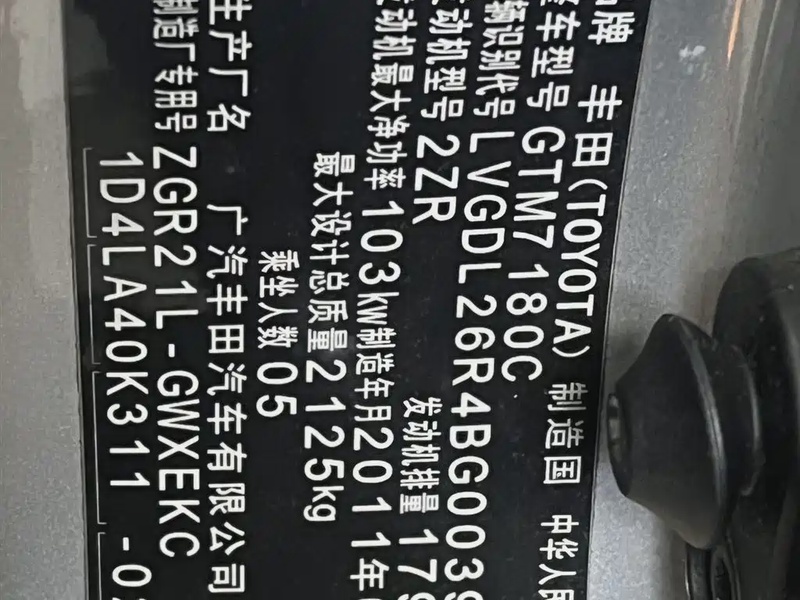 牌 丰田(TOYOTA) 制造国 中华人民
车型号 GTM7180C
辆识别代号 LVGDL26R4BG0039
发动机型号 2ZR 发动机排量 179
发动机最大净功率 103kw 制造年月 2011年
最大设计总质量 2125kg
乘坐人数 05
生产厂名 广汽丰田汽车有限公司
制造厂专用号 ZGR21L-GWXEKC
1D4LA40K311 -0